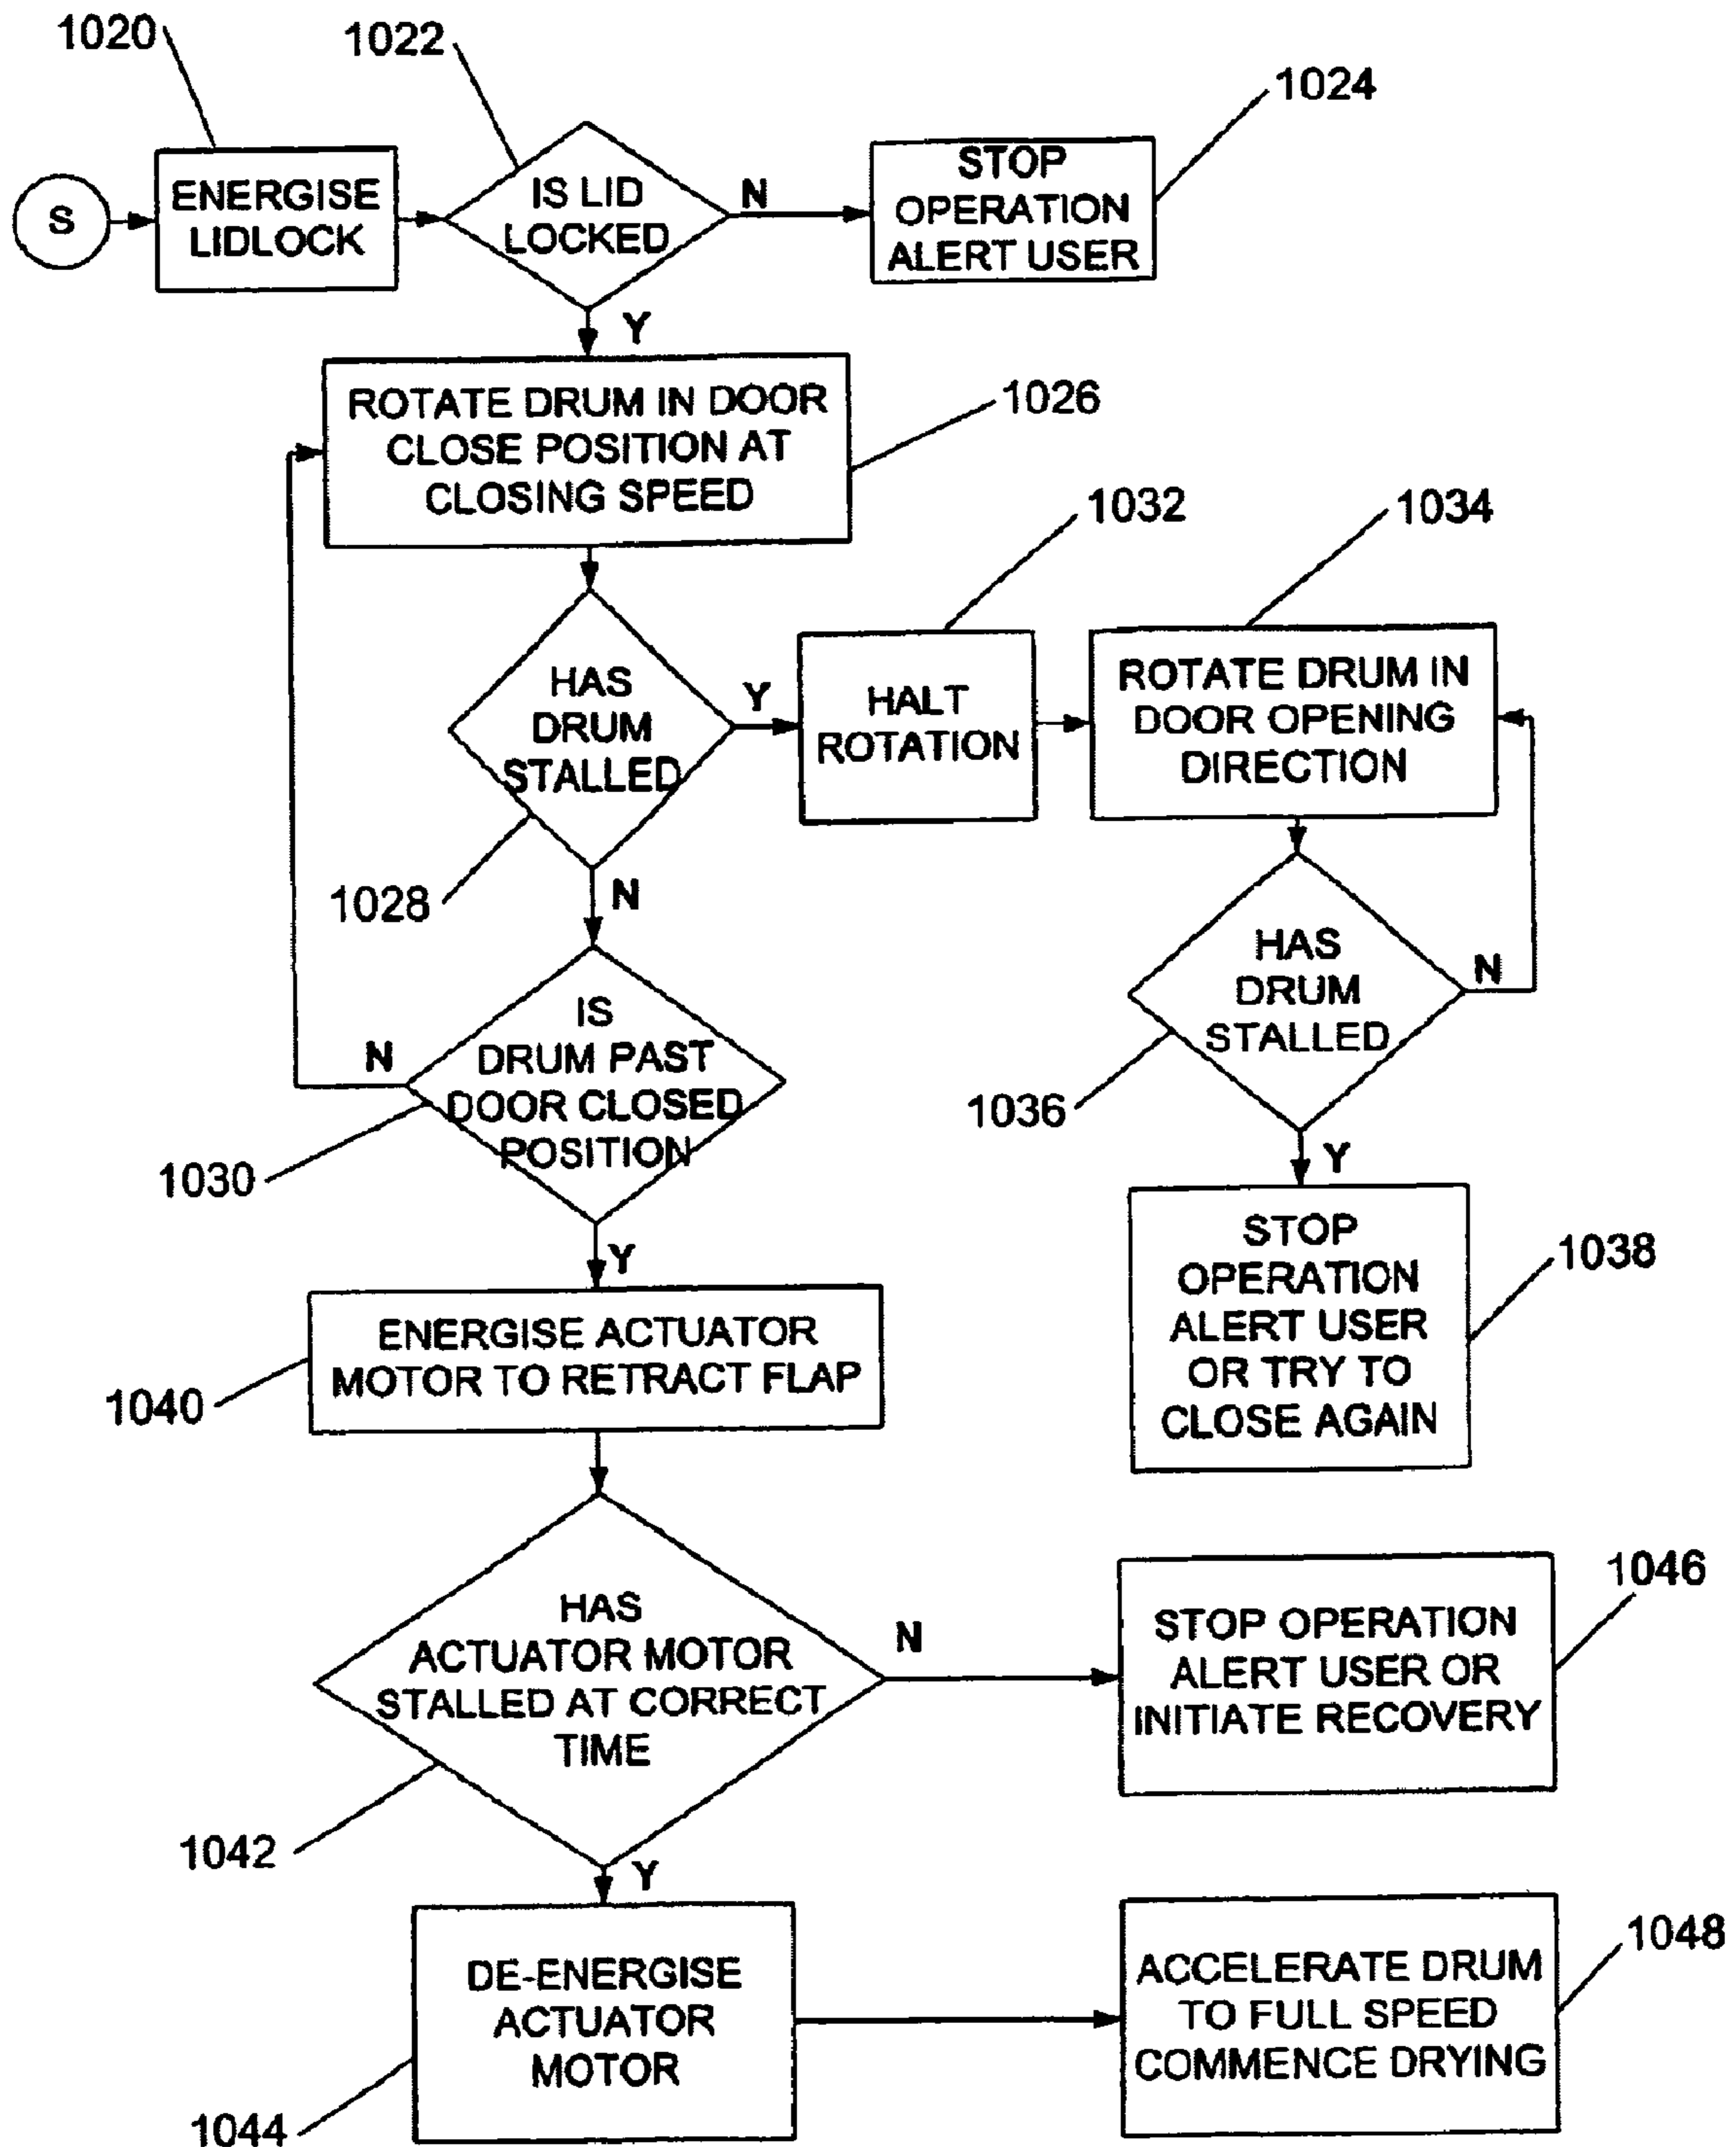 1020
1022
1024
S
ENERGISE
LIDLOCK
IS LID
LOCKED
N
STOP
OPERATION
ALERT USER
Y
ROTATE DRUM IN DOOR
CLOSE POSITION AT
CLOSING SPEED
1026
1032
1034
HAS
DRUM
STALLED
Y
HALT
ROTATION
ROTATE DRUM IN
DOOR OPENING
DIRECTION
1028
N
HAS
DRUM
STALLED
N
IS
DRUM PAST
DOOR CLOSED
POSITION
N
1036
1030
Y
Y
STOP
OPERATION
ALERT USER
OR TRY TO
CLOSE AGAIN
1038
ENERGISE ACTUATOR
MOTOR TO RETRACT FLAP
1040
HAS
ACTUATOR MOTOR
STALLED AT CORRECT
TIME
N
STOP OPERATION
ALERT USER OR
INITIATE RECOVERY
1046
1042
Y
DE-ENERGISE
ACTUATOR
MOTOR
ACCELERATE DRUM
TO FULL SPEED
COMMENCE DRYING
1048
1044